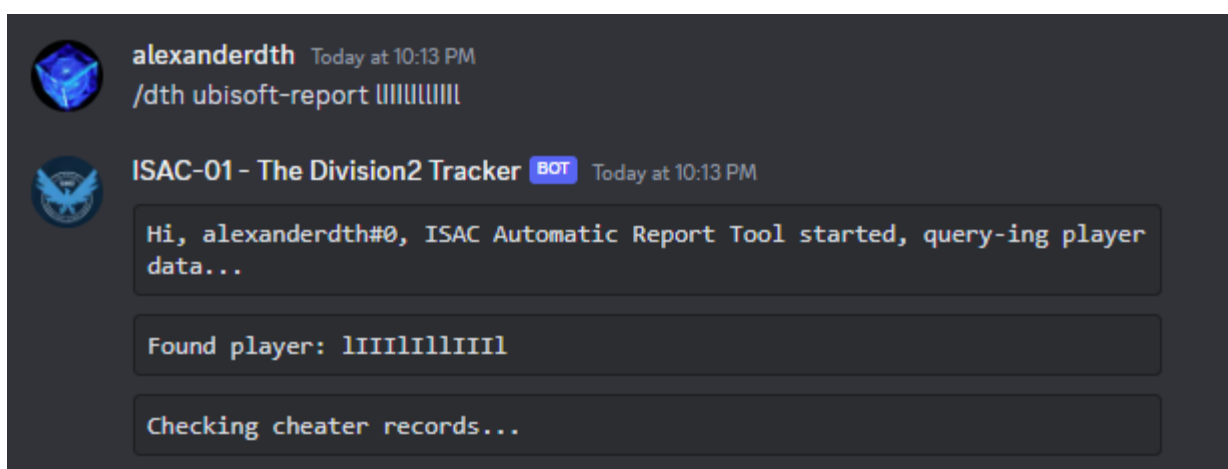 alexanderdth Today at 10:13 PM
/dth ubisoft-report lIIIlIllIIIl
ISAC-01 - The Division2 Tracker BOT Today at 10:13 PM
Hi, alexanderdth#0, ISAC Automatic Report Tool started, query-ing player
data...
Found player: lIIIlIllIIIl
Checking cheater records...